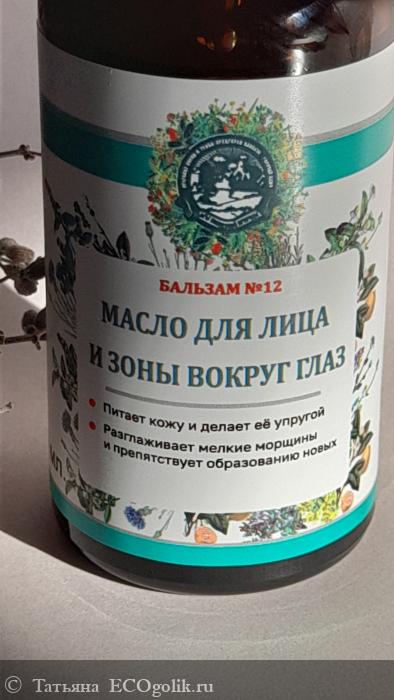 БАЛЬЗАМ №12
МАСЛО ДЛЯ ЛИЦА
И ЗОНЫ ВОКРУГ ГЛАЗ
• Питает кожу и делает её упругой
• Разглаживает мелкие морщины
и препятствует образованию новых
МЛ
© Татьяна ECOgolik.ru